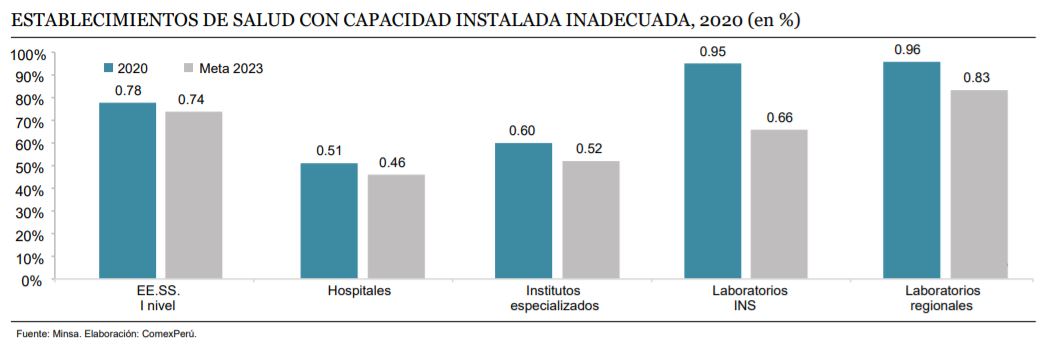 ESTABLECIMIENTOS DE SALUD CON CAPACIDAD INSTALADA INADECUADA, 2020 (en %)
100%
90%
80%
70%
60%
50%
40%
30%
20%
10%
0%
2020
Meta 2023
0.78
0.74
0.51
0.46
0.60
0.52
0.95
0.66
0.96
0.83
EE.SS.
I nivel
Hospitales
Institutos
especializados
Laboratorios
INS
Laboratorios
regionales
Fuente: Minsa. Elaboración: ComexPerú.